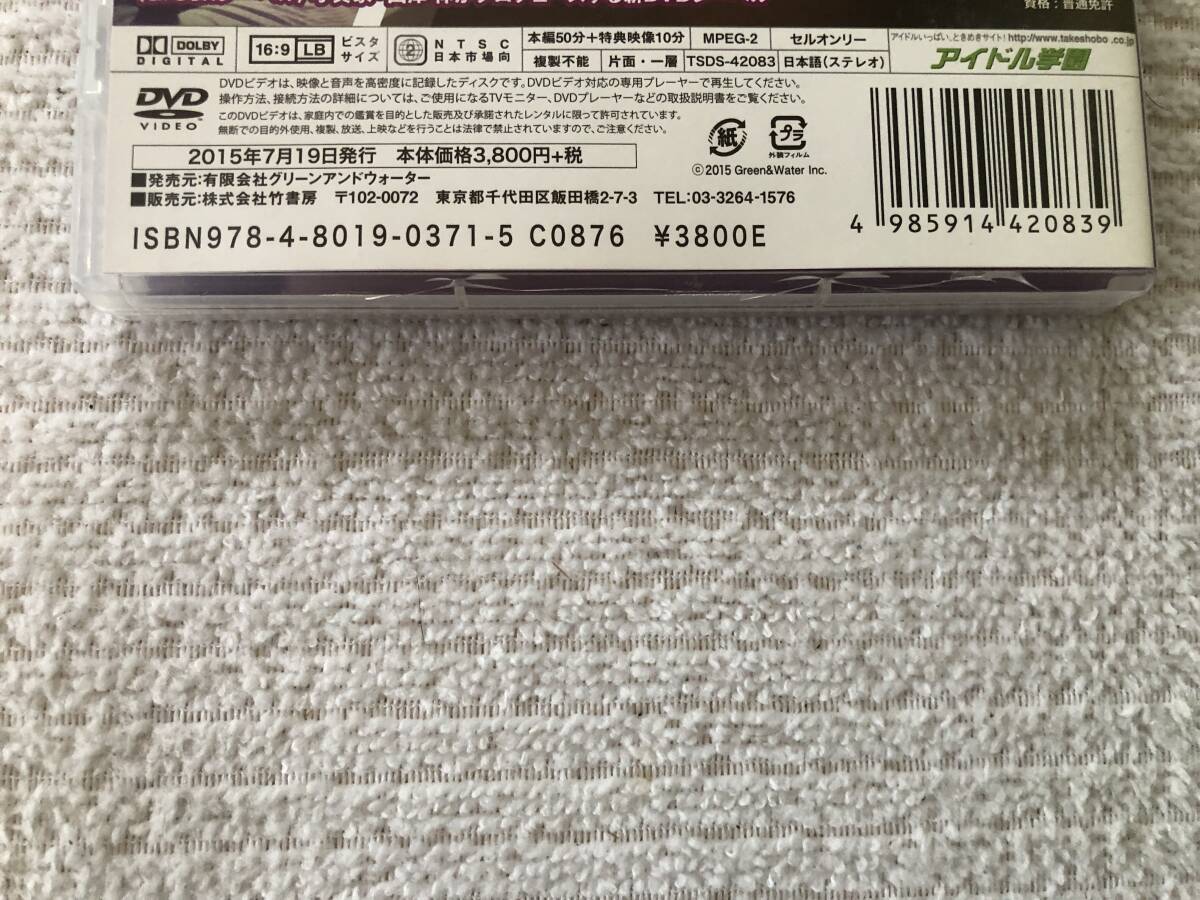 資格：普通免許
DOLBY DIGITAL
16:9 LB
ビスタサイズ
2
NTSC 日本市場向
本編50分＋特典映像10分 MPEG-2 セルオンリー
複製不能 片面・一層 TSDS-42083 日本語(ステレオ)
アイドルいっぱい。ときめきサイト! http://www.takeshobo.co.jp
アイドル学園
DVD VIDEO
DVDビデオは、映像と音声を高密度に記録したディスクです。DVDビデオ対応の専用プレーヤーで再生してください。
操作方法、接続方法の詳細については、ご使用になるTVモニター、DVDプレーヤーなどの取扱説明書をご覧ください。
このDVDビデオは、家庭内での鑑賞を目的とした販売及び承諾されたレンタルに限って許可されています。
無断での目的外使用、複製、放送、上映などを行うことは法律で禁止されていますので、ご注意ください。
紙
プラ
外装フィルム
2015年7月19日発行 本体価格3,800円+税
©2015 Green&Water Inc.
■発売元:有限会社グリーンアンドウォーター
■販売元:株式会社竹書房 〒102-0072 東京都千代田区飯田橋2-7-3 TEL:03-3264-1576
ISBN978-4-8019-0371-5 C0876 ¥3800E
4 985914 420839